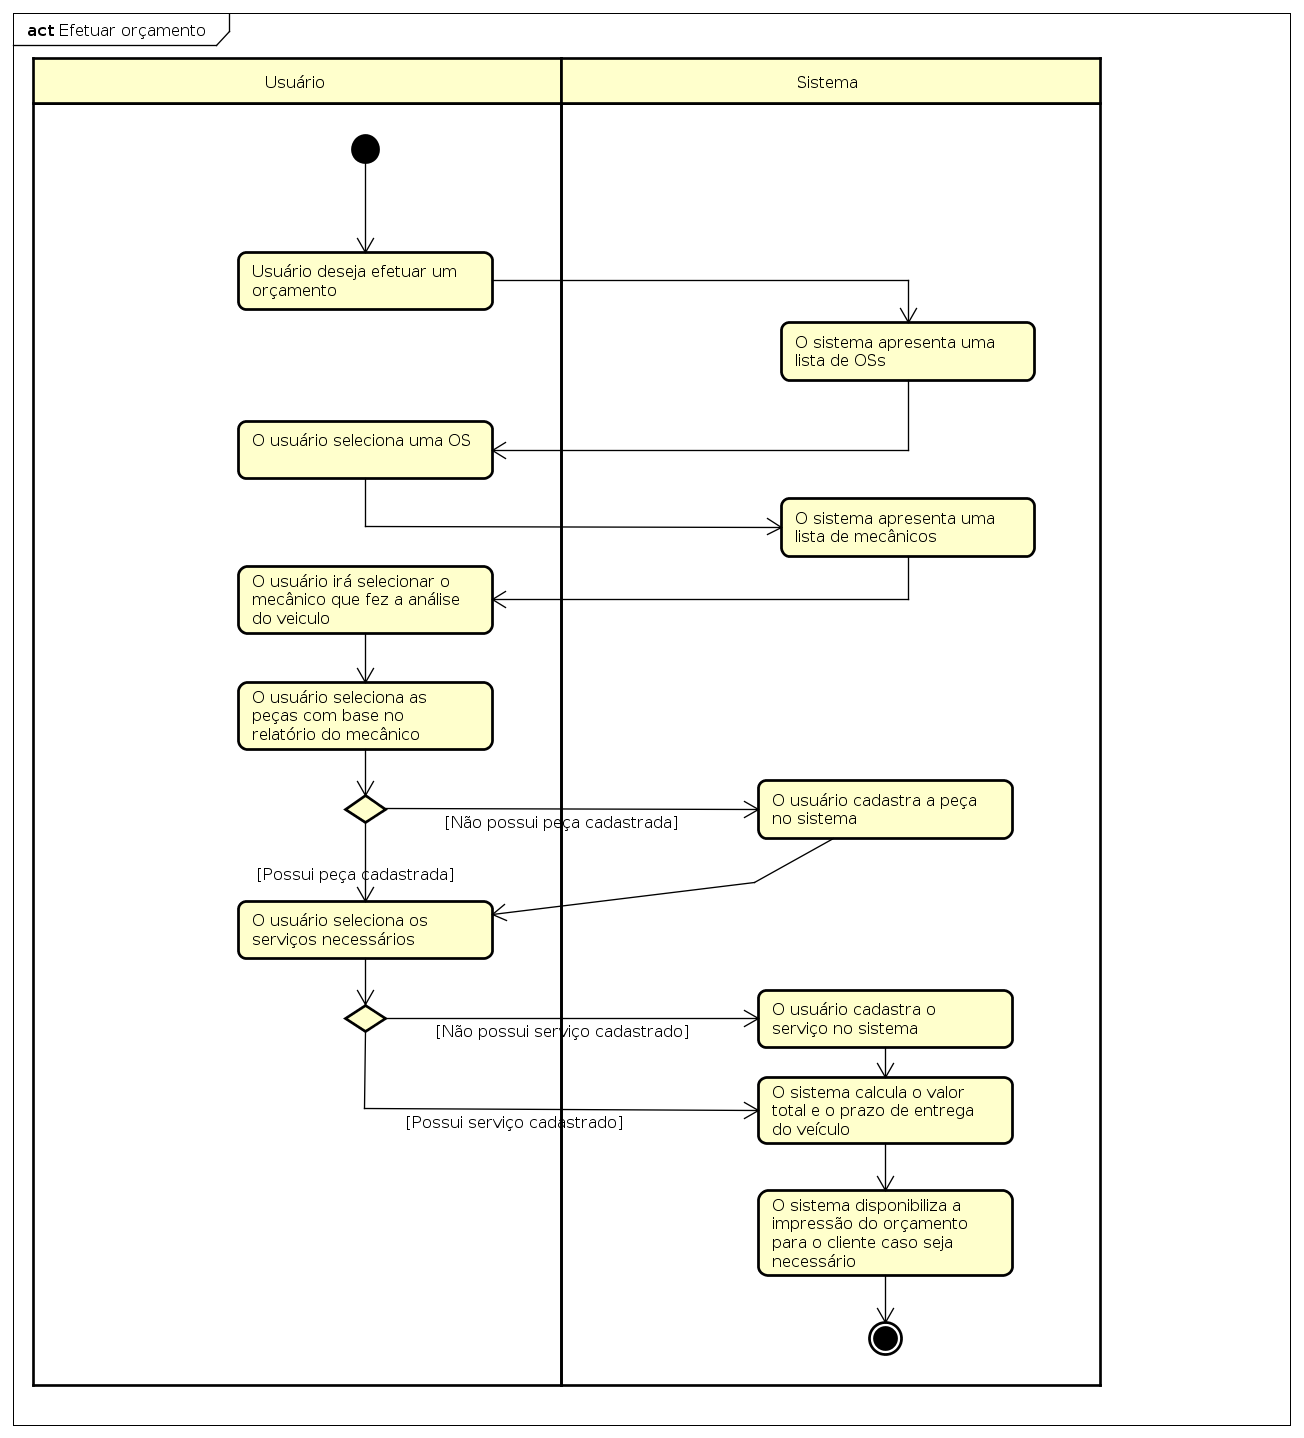 act Efetuar orçamento
Usuário
Sistema
Usuário deseja efetuar um
orçamento
O sistema apresenta uma
lista de OSs
O usuário seleciona uma OS
O sistema apresenta uma
lista de mecânicos
O usuário irá selecionar o
mecânico que fez a análise
do veiculo
O usuário seleciona as
peças com base no
relatório do mecânico
O usuário cadastra a peça
no sistema
[Não possui peça cadastrada]
[Possui peça cadastrada]
O usuário seleciona os
serviços necessários
O usuário cadastra o
serviço no sistema
[Não possui serviço cadastrado]
O sistema calcula o valor
total e o prazo de entrega
do veículo
[Possui serviço cadastrado]
O sistema disponibiliza a
impressão do orçamento
para o cliente caso seja
necessário